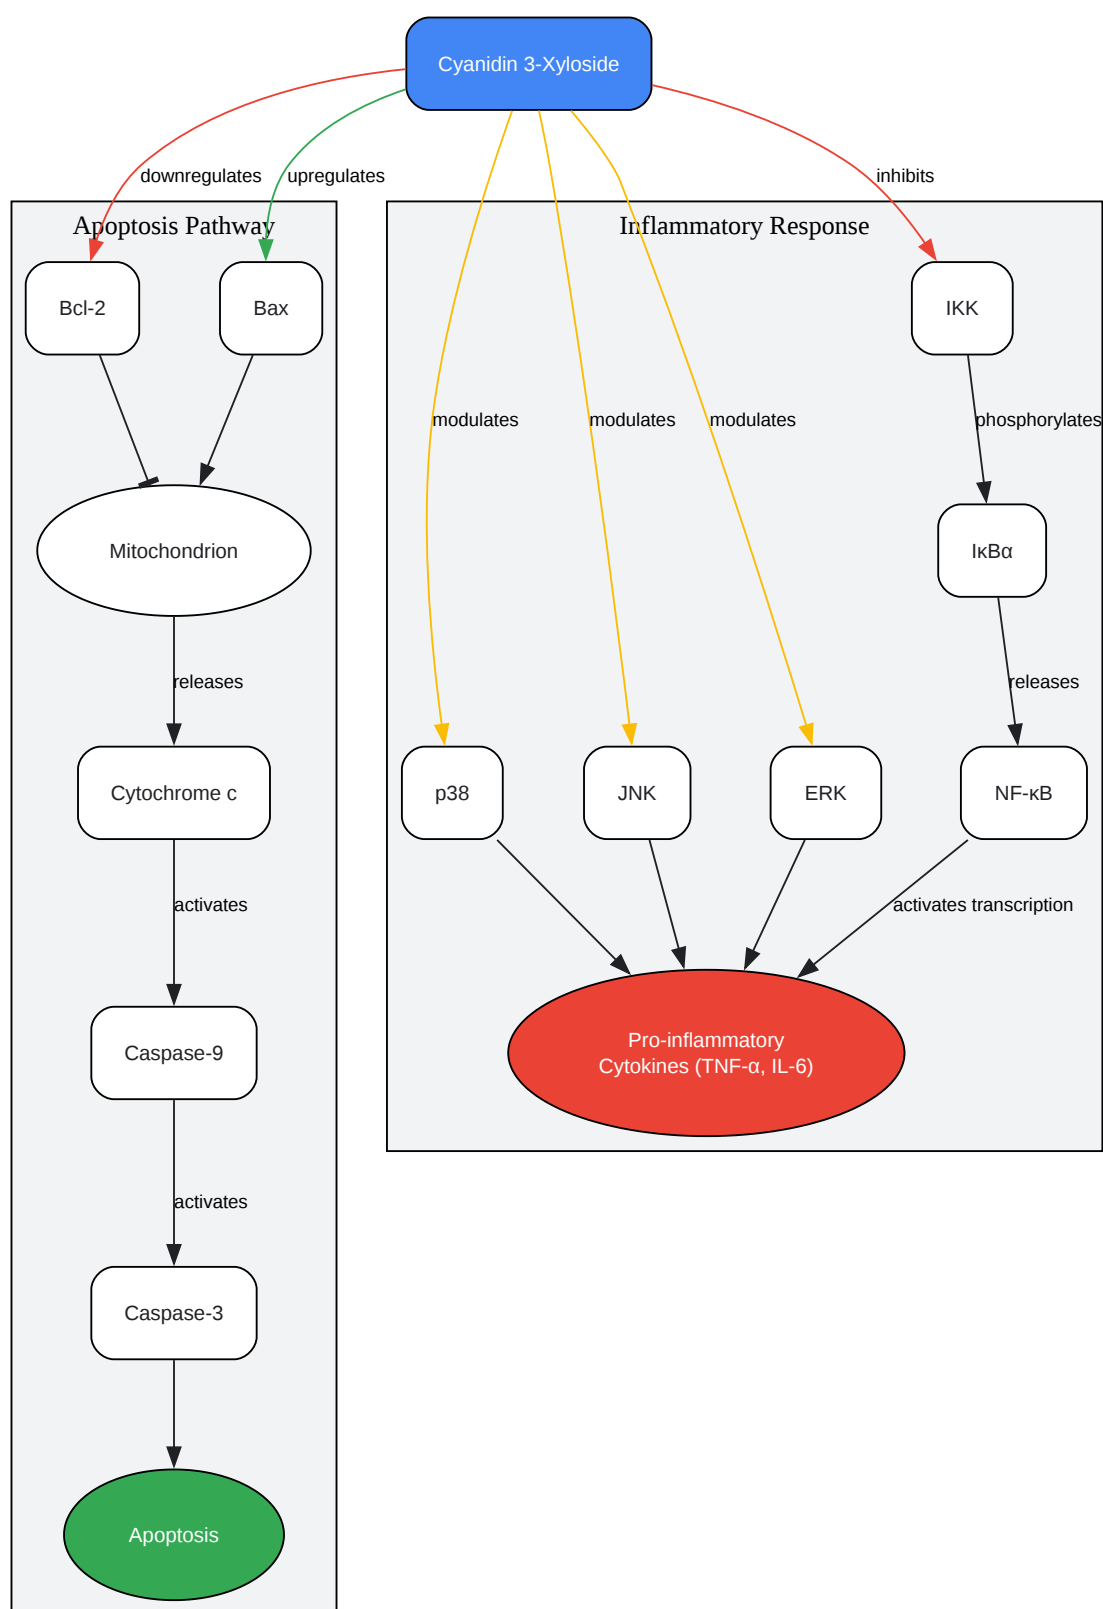 Cyanidin 3-Xyloside
downregulates
upregulates
inhibits
Apoptosis Pathway
Inflammatory Response
Bcl-2
Bax
IKK
modulates
modulates
modulates
phosphorylates
Mitochondrion
IκBα
releases
releases
Cytochrome c
p38
JNK
ERK
NF-κB
activates
activates transcription
Caspase-9
Pro-inflammatory
Cytokines (TNF-α, IL-6)
activates
Caspase-3
Apoptosis